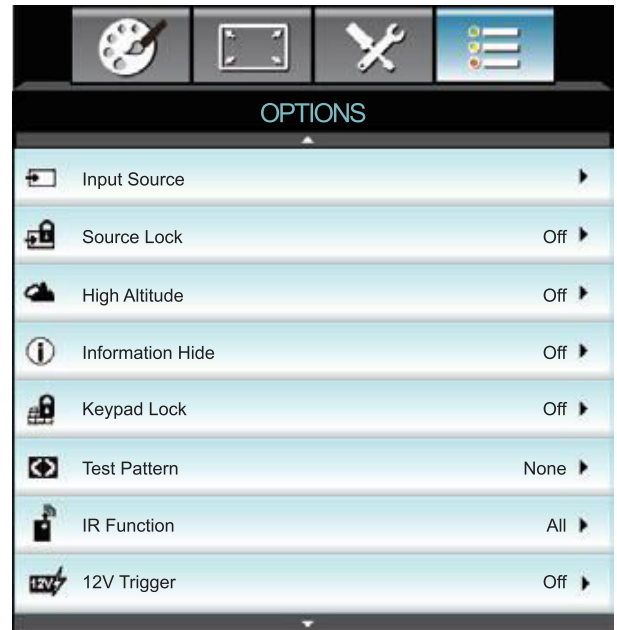 OPTIONS
Input Source
Source Lock Off
High Altitude Off
Information Hide Off
Keypad Lock Off
Test Pattern None
IR Function All
12V
12V Trigger Off